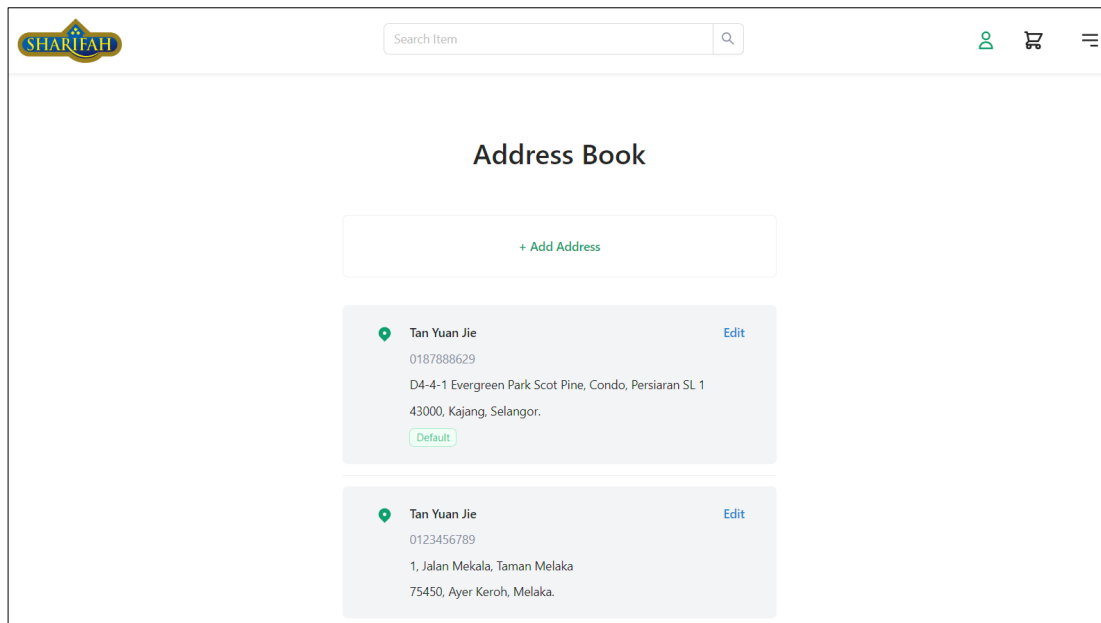 SHARIFAH
Search Item
Address Book
+ Add Address
Tan Yuan Jie
Edit
0187888629
D4-4-1 Evergreen Park Scot Pine, Condo, Persiaran SL 1
43000, Kajang, Selangor.
Default
Tan Yuan Jie
Edit
0123456789
1, Jalan Mekala, Taman Melaka
75450, Ayer Keroh, Melaka.